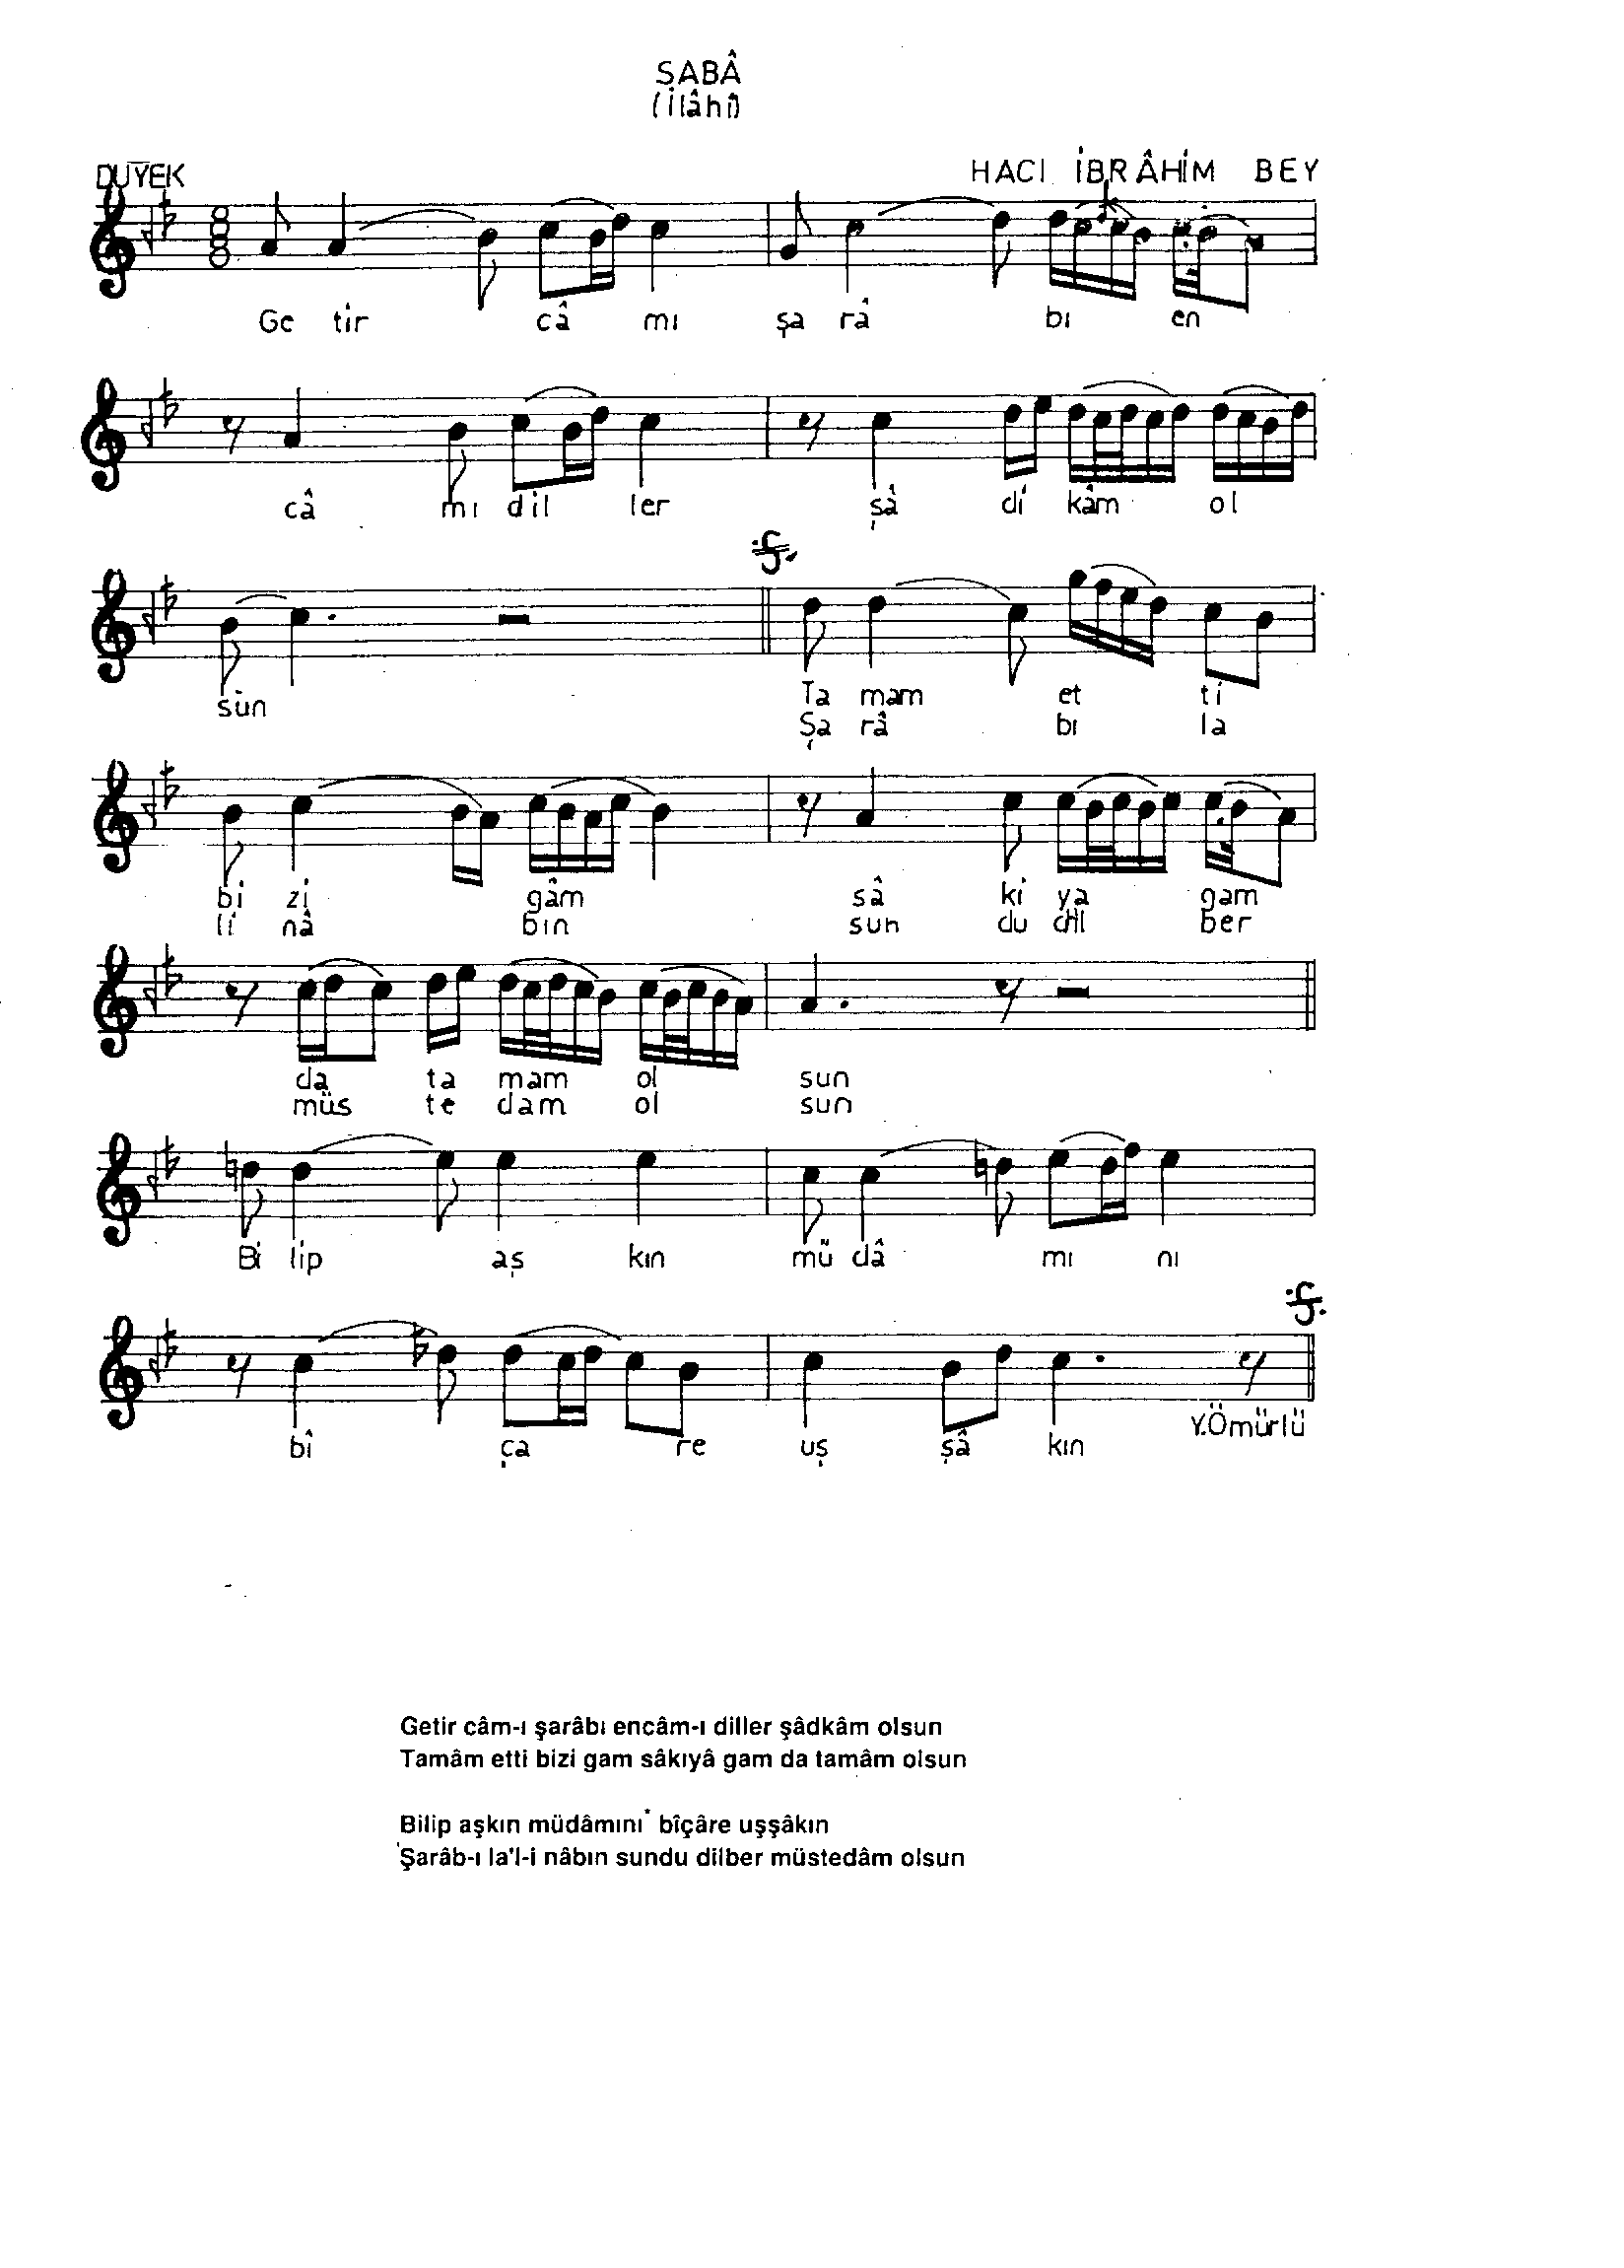 SABÂ
(İlâhî)
DUYEK
HACI İBRÂHİM BEY
8
8
Ge tir câ mı şa râ bı en
câ mı dil ler şâ di kâm ol
sün
Ta mam et ti
Şa râ bı la
bi zi gâm sâ ki ya gam
li nâ bın sun du dil ber
da ta mam ol sun
müs te dam ol sun
Bi lip aş kın mü dâ mı nı
bî ça re uş şâ kın
Y.Ömürlü
Getir câm-ı şarâbı encâm-ı diller şâdkâm olsun
Tamâm etti bizi gam sâkıyâ gam da tamâm olsun
Bilip aşkın müdâmını* bîçâre uşşâkın
Şarâb-ı la'l-i nâbın sundu dilber müstedâm olsun